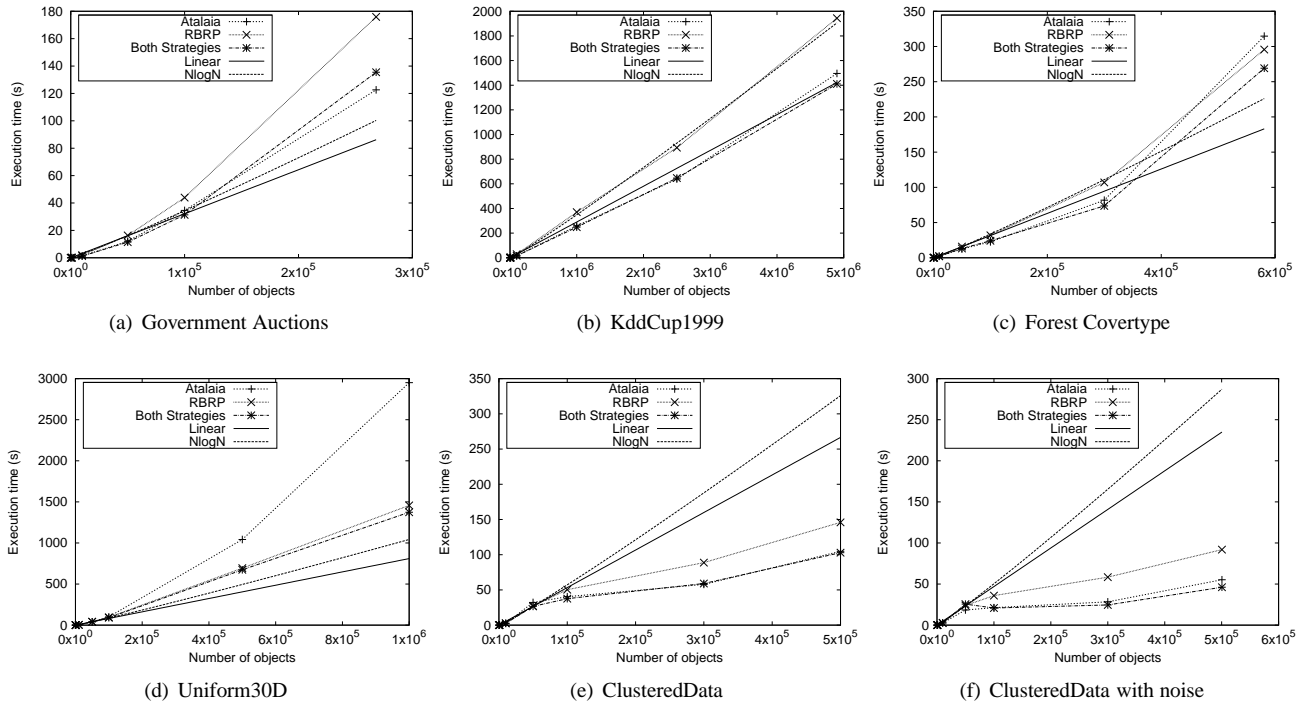 Execution time (s)
200
180
160
140
120
100
80
60
40
20
0
Atalaia
RBRP
Both Strategies
Linear
NlogN
0x10^0 1x10^5 2x10^5 3x10^5
Number of objects
(a) Government Auctions
Execution time (s)
2000
1800
1600
1400
1200
1000
800
600
400
200
0
Atalaia
RBRP
Both Strategies
Linear
NlogN
0x10^0 1x10^6 2x10^6 3x10^6 4x10^6 5x10^6
Number of objects
(b) KddCup1999
Execution time (s)
350
300
250
200
150
100
50
0
Atalaia
RBRP
Both Strategies
Linear
NlogN
0x10^0 2x10^5 4x10^5 6x10^5
Number of objects
(c) Forest Covertype
Execution time (s)
3000
2500
2000
1500
1000
500
0
Atalaia
RBRP
Both Strategies
Linear
NlogN
0x10^0 2x10^5 4x10^5 6x10^5 8x10^5 1x10^6
Number of objects
(d) Uniform30D
Execution time (s)
350
300
250
200
150
100
50
0
Atalaia
RBRP
Both Strategies
Linear
NlogN
0x10^0 1x10^5 2x10^5 3x10^5 4x10^5 5x10^5
Number of objects
(e) ClusteredData
Execution time (s)
300
250
200
150
100
50
0
Atalaia
RBRP
Both Strategies
Linear
NlogN
0x10^0 1x10^5 2x10^5 3x10^5 4x10^5 5x10^5 6x10^5
Number of objects
(f) ClusteredData with noise